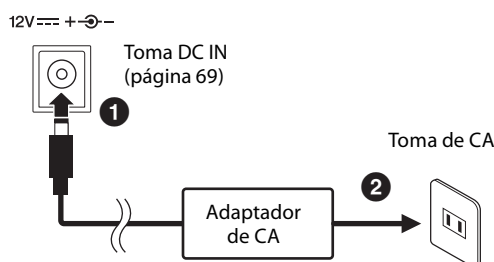 12V ⎓ +-
Toma DC IN
(página 69)
1
Toma de CA
2
Adaptador
de CA